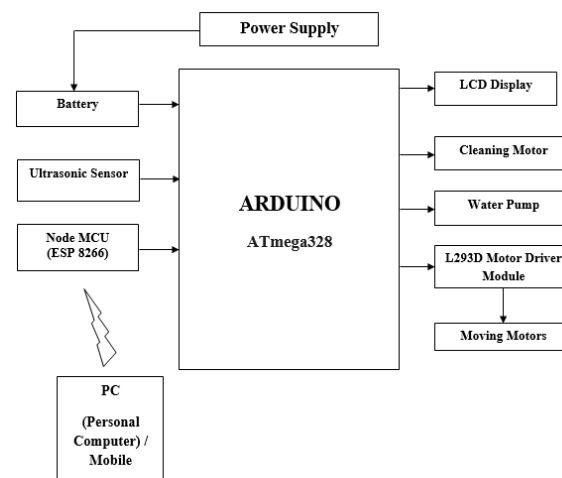 Power Supply
Battery
LCD Display
Ultrasonic Sensor
Cleaning Motor
ARDUINO
ATmega328
Node MCU
(ESP 8266)
Water Pump
L293D Motor Driver
Module
Moving Motors
PC
(Personal
Computer) /
Mobile